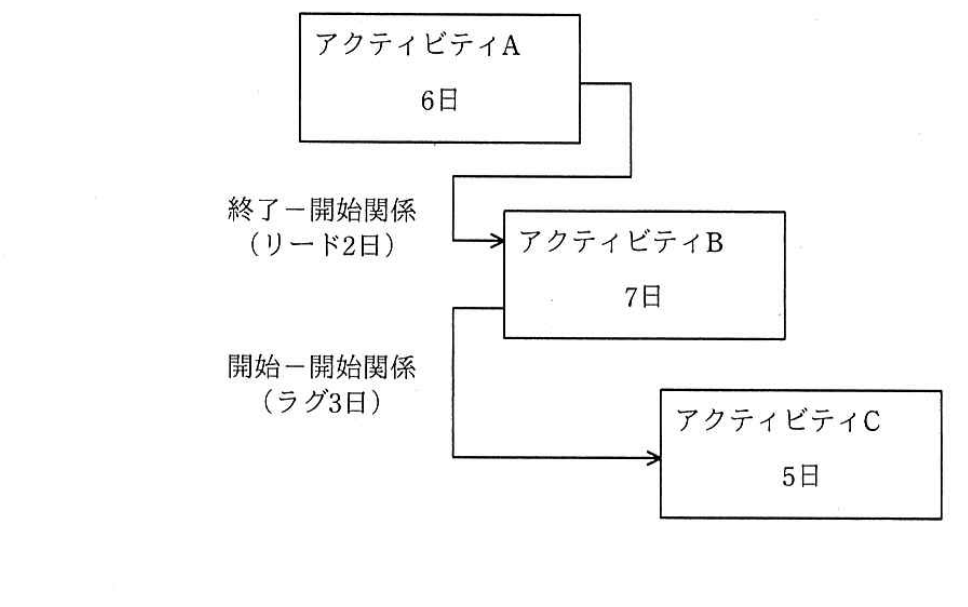 アクティビティA
6日
終了－開始関係
（リード2日）
アクティビティB
7日
開始－開始関係
（ラグ3日）
アクティビティC
5日